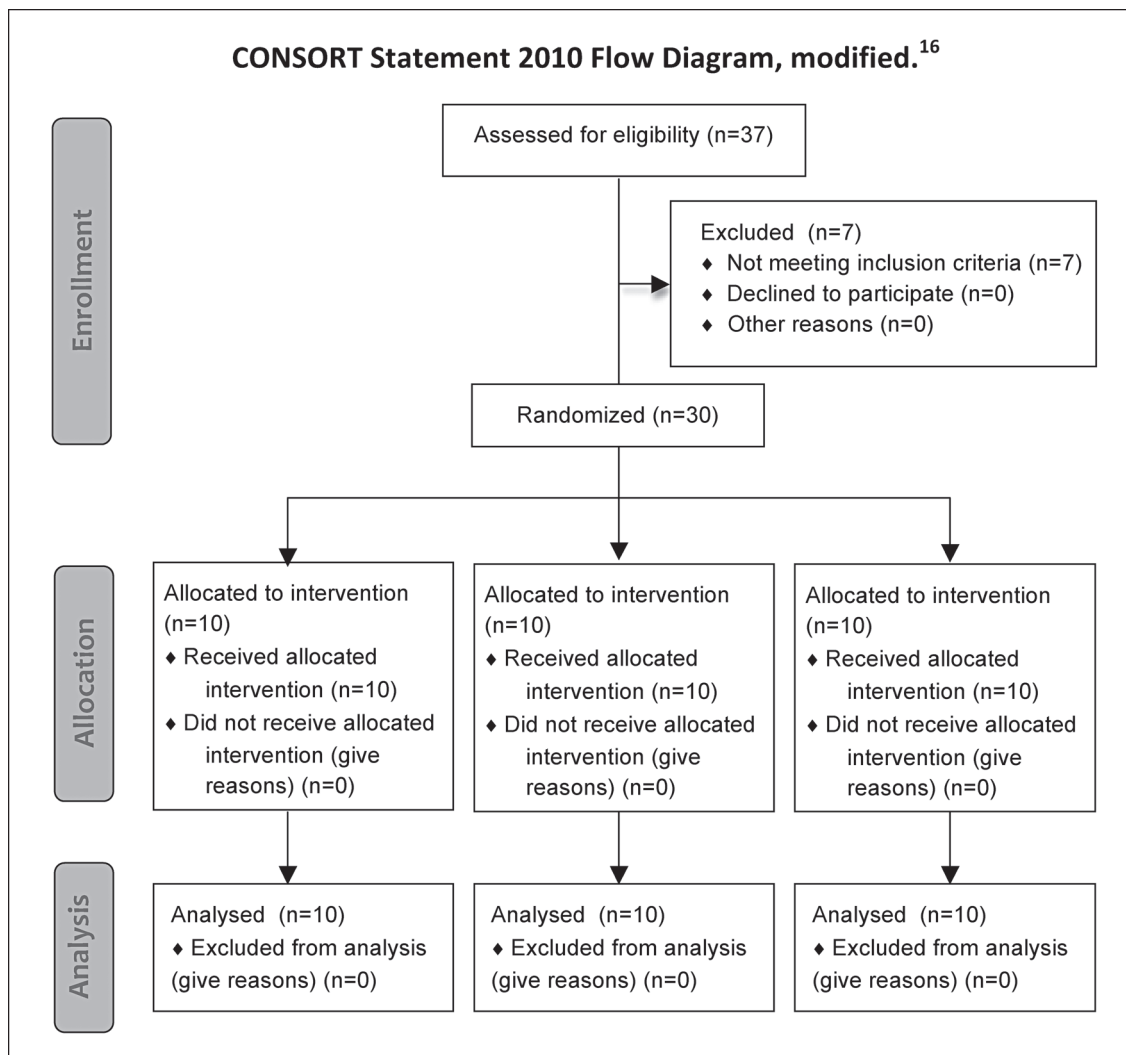 CONSORT Statement 2010 Flow Diagram, modified.16
Enrollment
Assessed for eligibility (n=37)
Excluded (n=7)
♦ Not meeting inclusion criteria (n=7)
♦ Declined to participate (n=0)
♦ Other reasons (n=0)
Randomized (n=30)
Allocation
Allocated to intervention
(n=10)
♦ Received allocated
intervention (n=10)
♦ Did not receive allocated
intervention (give
reasons) (n=0)
Allocated to intervention
(n=10)
♦ Received allocated
intervention (n=10)
♦ Did not receive allocated
intervention (give
reasons) (n=0)
Allocated to intervention
(n=10)
♦ Received allocated
intervention (n=10)
♦ Did not receive allocated
intervention (give
reasons) (n=0)
Analysis
Analysed (n=10)
♦ Excluded from analysis
(give reasons) (n=0)
Analysed (n=10)
♦ Excluded from analysis
(give reasons) (n=0)
Analysed (n=10)
♦ Excluded from analysis
(give reasons) (n=0)